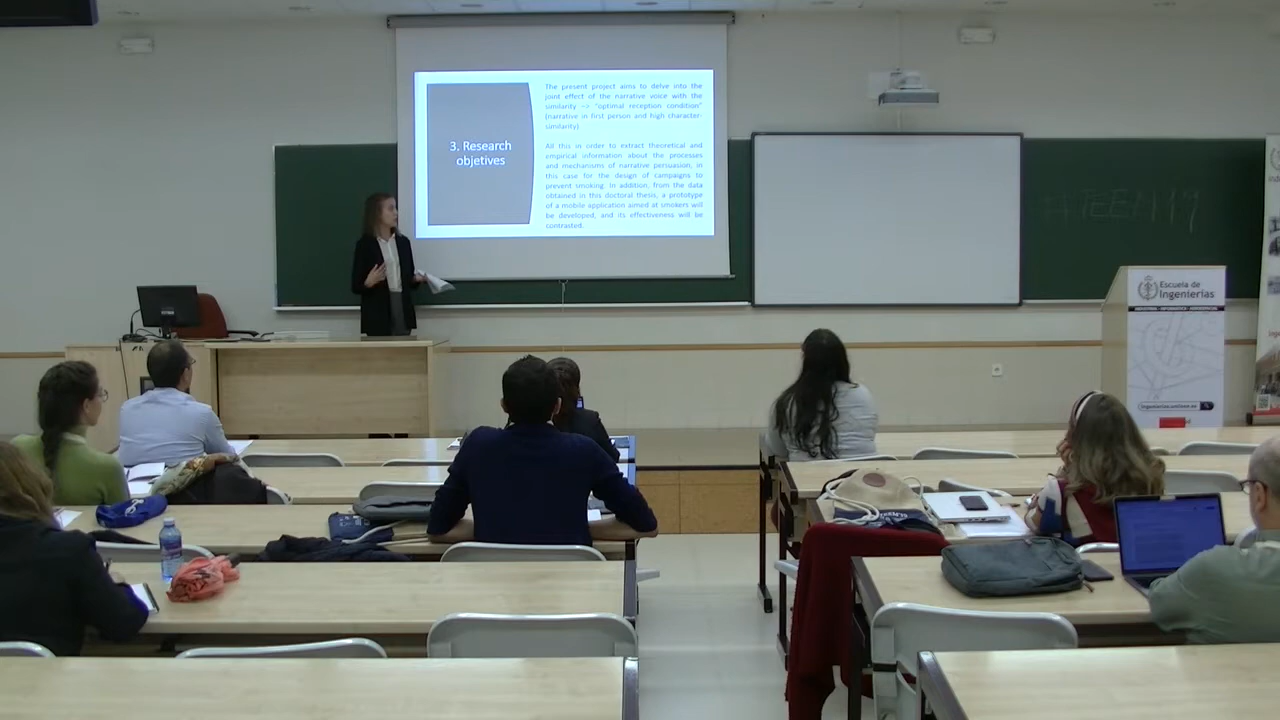 3. Research
objetives
The present project aims to delve into the
joint effect of the narrative voice with the
similarity –> "optimal reception condition"
(narrative in first person and high character-
similarity)
All this in order to extract theoretical and
empirical information about the processes
and mechanisms of narrative persuasion, in
this case for the design of campaigns to
prevent smoking. In addition, from the data
obtained in this doctoral thesis, a prototype
of a mobile application aimed at smokers will
be developed, and its effectiveness will be
contrasted.
Escuela de
Ingenierías